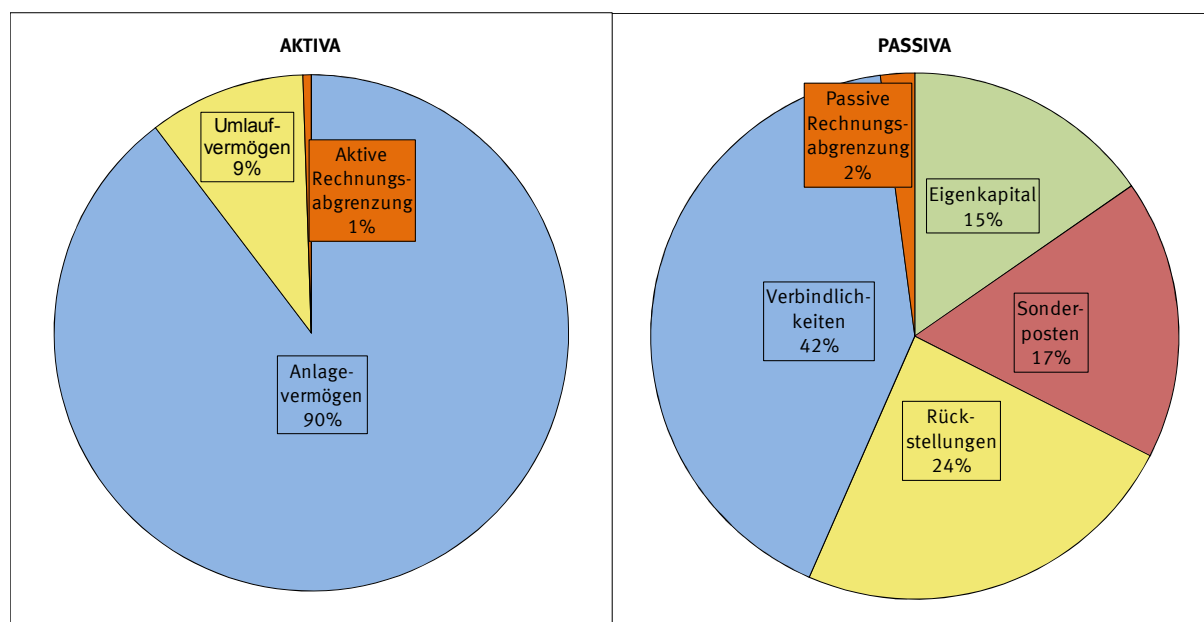 AKTIVA
Umlauf-
vermögen
9%
Aktive
Rechnungs-
abgrenzung
1%
Anlage-
vermögen
90%
PASSIVA
Passive
Rechnungs-
abgrenzung
2%
Eigenkapital
15%
Verbindlich-
keiten
42%
Sonder-
posten
17%
Rück-
stellungen
24%